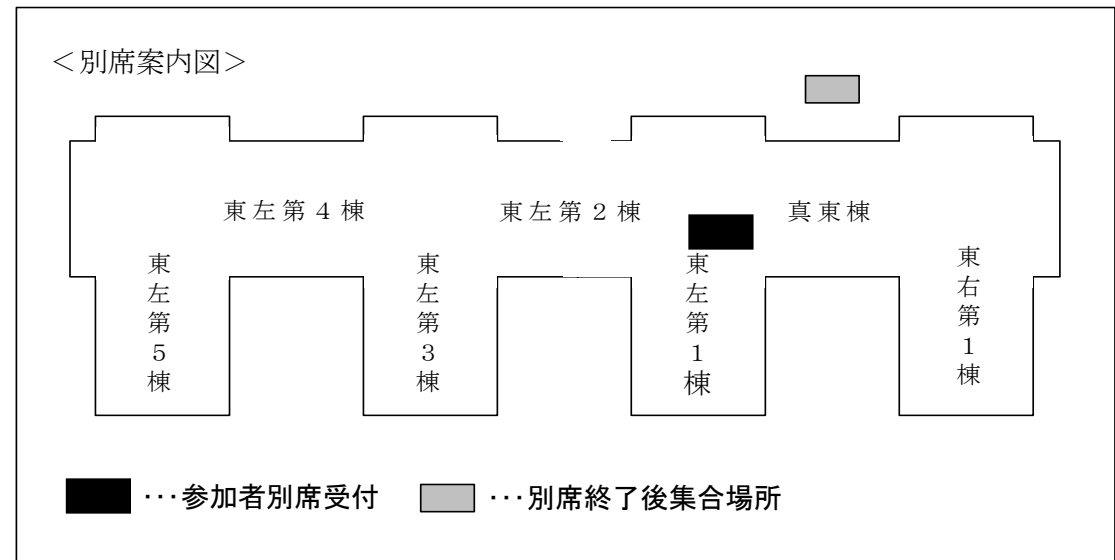 ＜別席案内図＞
東左第４棟
東左第２棟
真東棟
東左第５棟
東左第３棟
東左第１棟
東右第１棟
…参加者別席受付
…別席終了後集合場所